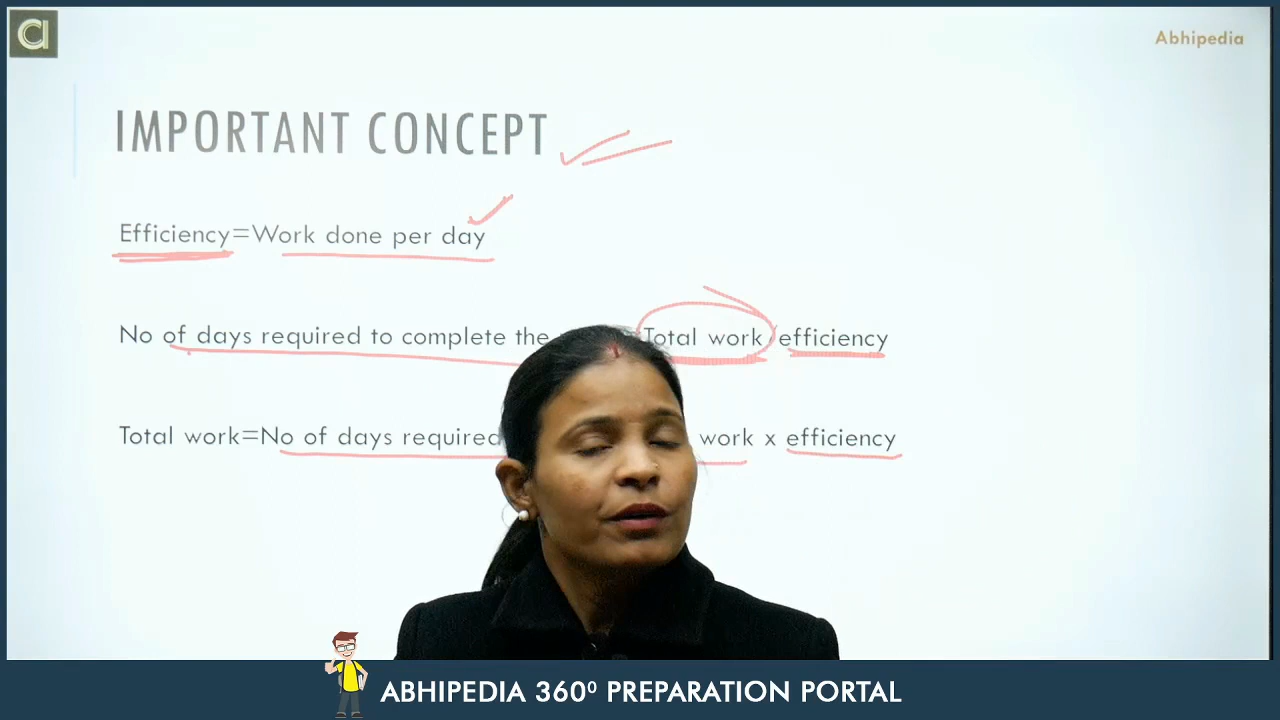 Abhipedia
IMPORTANT CONCEPT
Efficiency=Work done per day
No of days required to complete the =Total work/efficiency
Total work=No of days required work x efficiency
ABHIPEDIA 360⁰ PREPARATION PORTAL